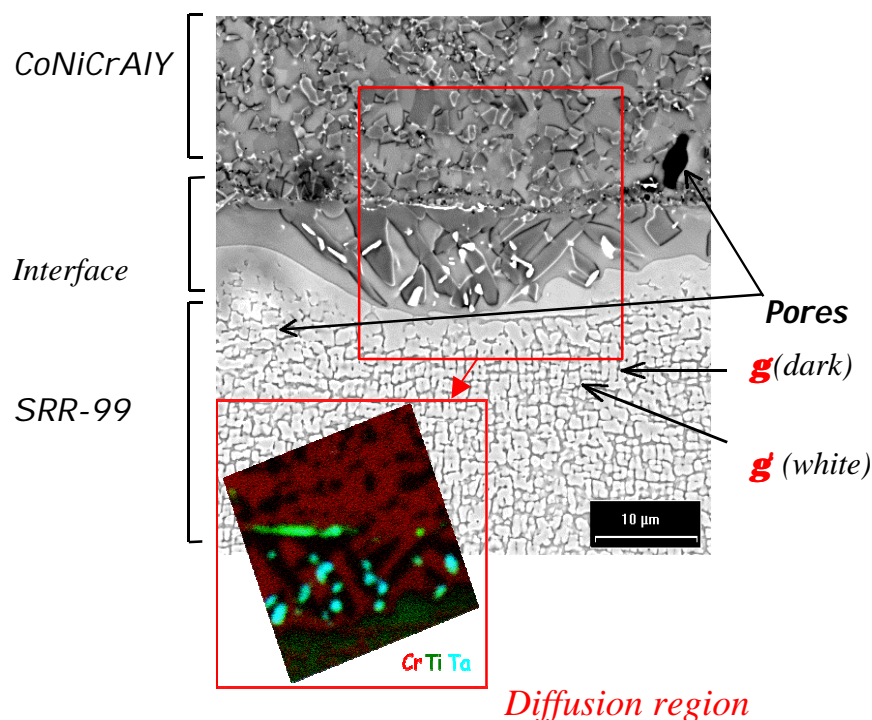 CoNiCrAlY
Interface
Pores
g(dark)
SRR-99
g' (white)
10 µm
CrTiTa
Diffusion region